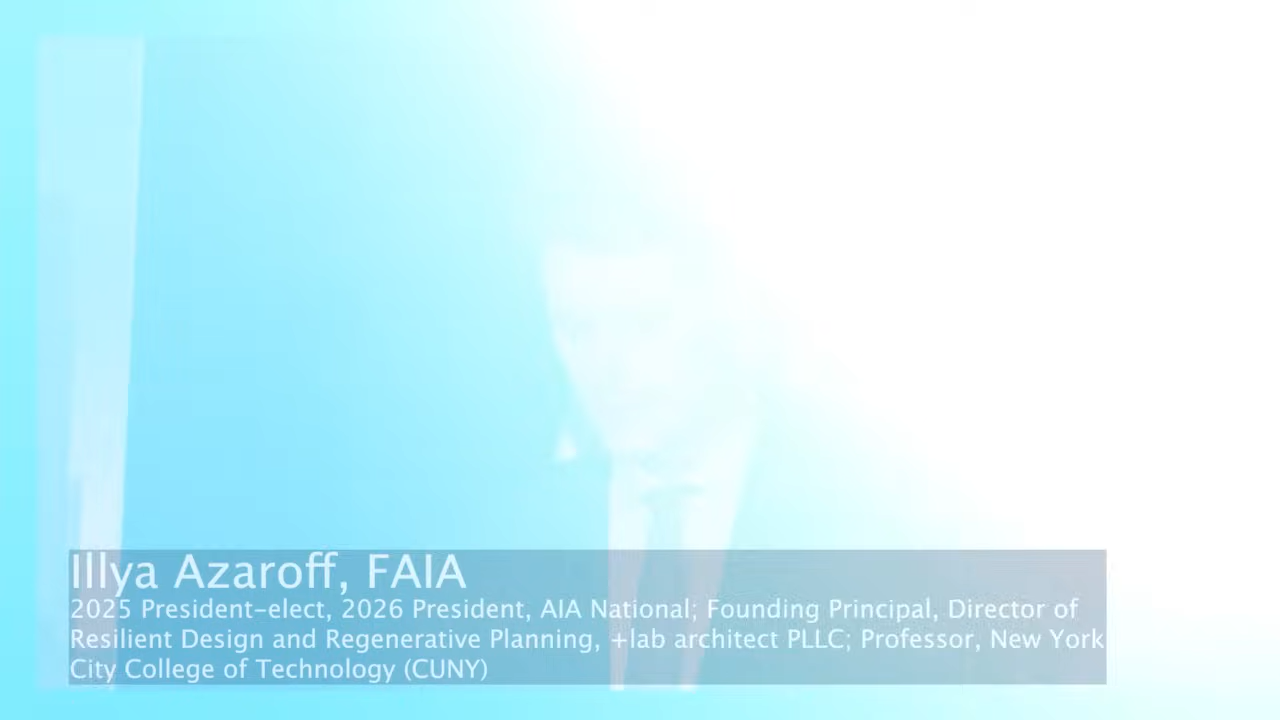 Illya Azaroff, FAIA
2025 President-elect, 2026 President, AIA National; Founding Principal, Director of
Resilient Design and Regenerative Planning, +lab architect PLLC; Professor, New York
City College of Technology (CUNY)